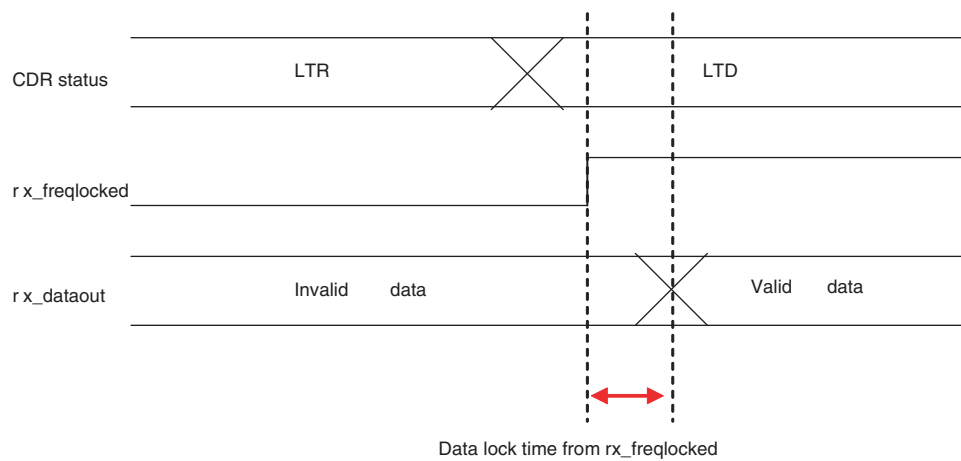 CDR status
LTR
LTD
r x_freqlocked
r x_dataout
Invalid data
Valid data
Data lock time from rx_freqlocked